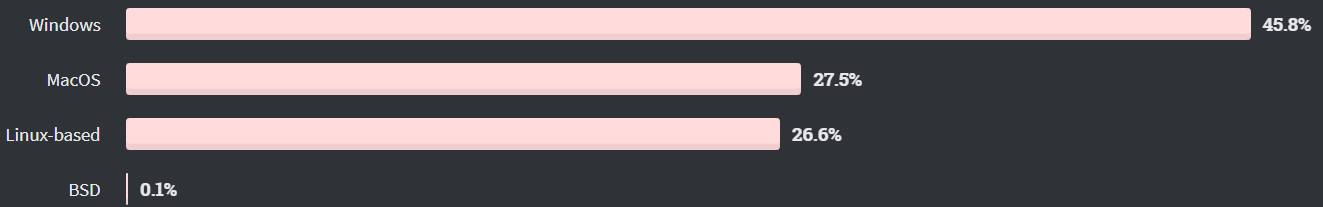 Windows 45.8%
MacOS 27.5%
Linux-based 26.6%
BSD 0.1%